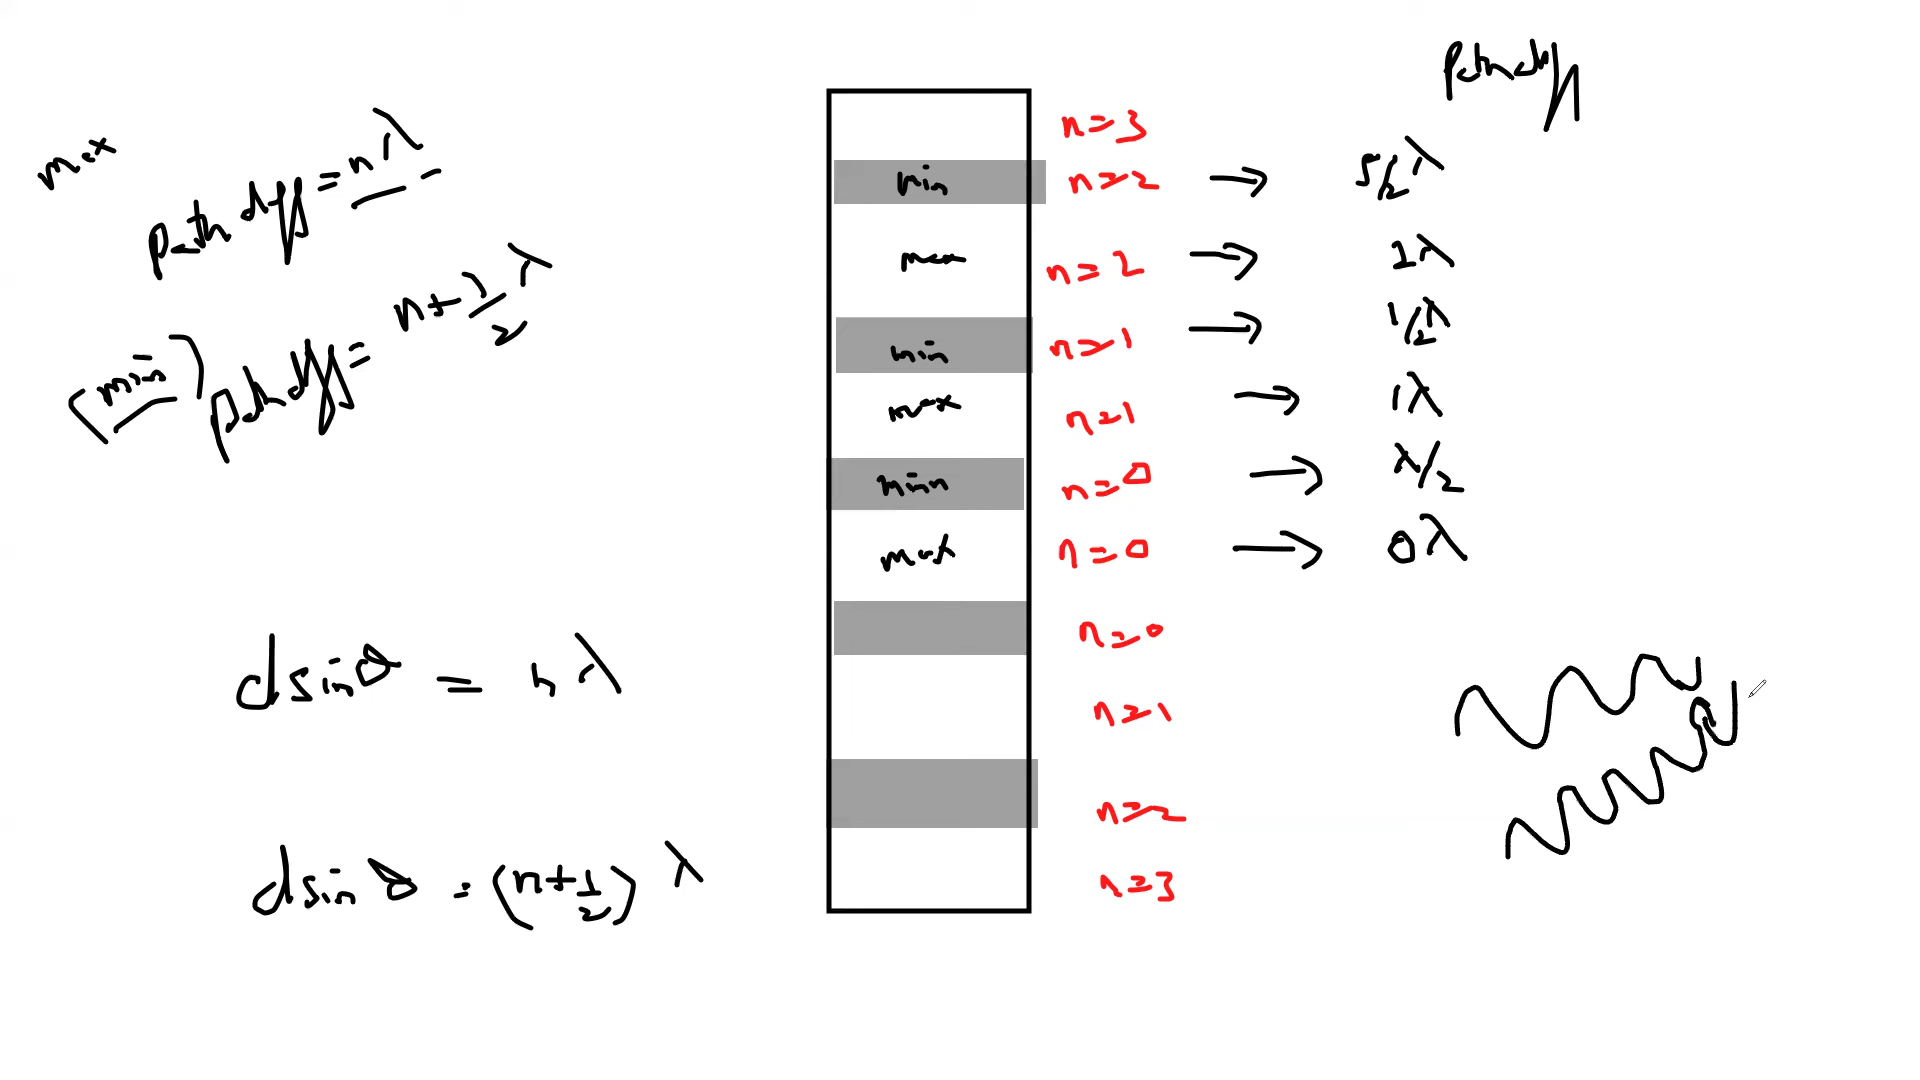 max
path diff = nλ
(min) path diff = n + 1/2 λ
d sinθ = nλ
d sinθ = (n + 1/2) λ
path diff
n = 3
min n = 2 → 5/2 λ
max n = 2 → 2λ
min n = 1 → 1/2 λ
max n = 1 → 1λ
min n = 0 → λ/2
max n = 0 → 0λ
n = 0
n = 1
n = 2
n = 3